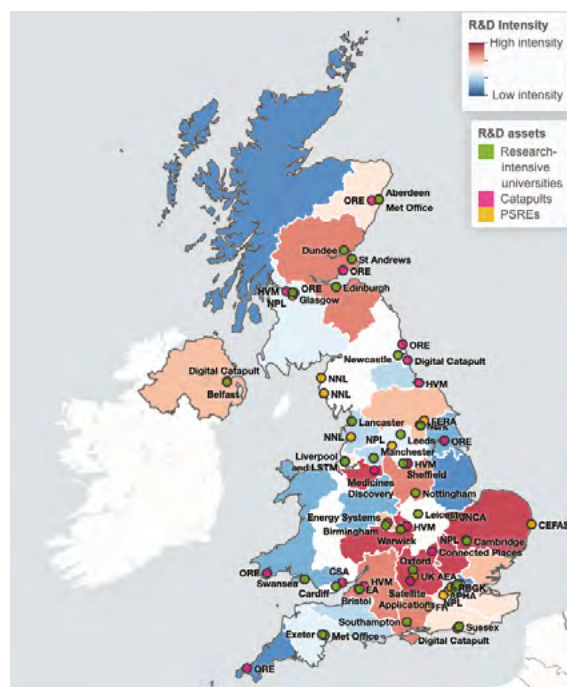 R&D Intensity
High intensity
Low intensity
R&D assets
Research-
intensive
universities
Catapults
PSREs
ORE
Aberdeen
Met Office
Dundee
St Andrews
ORE
Edinburgh
HVM
ORE
NPL
Glasgow
ORE
Newcastle
Digital Catapult
Digital Catapult
Belfast
NNL
HVM
NNL
Lancaster
FERA
York
NNL
NPL
Leeds
ORE
Manchester
Liverpool
and LSTM
HVM
Sheffield
Medicines
Discovery
Nottingham
Energy Systems
Leicester
CEFAS
Birmingham
HVM
Warwick
NPL
Cambridge
Connected Places
Oxford
ORE
CSA
UK AEA
Swansea
HVM
Cardiff
EA
Satellite
Applications
Bristol
RBGK
APHA
NPL
Southampton
Sussex
Exeter
Met Office
Digital Catapult
ORE